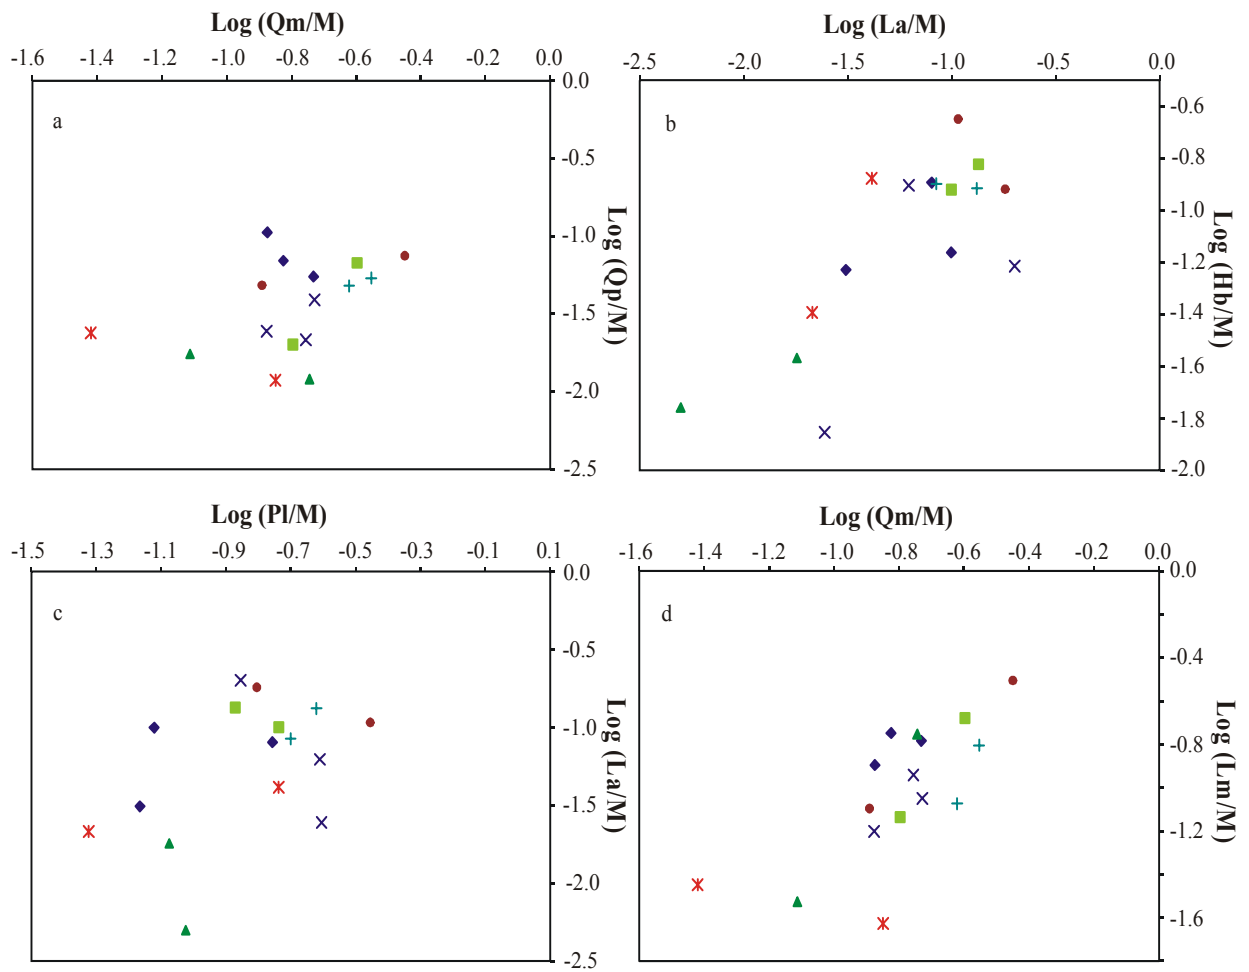 Log (Qm/M)
-1.6 -1.4 -1.2 -1.0 -0.8 -0.6 -0.4 -0.2 0.0
a
0.0
-0.5
-1.0
-1.5
-2.0
-2.5
Log (Qp/M)
Log (La/M)
-2.5 -2.0 -1.5 -1.0 -0.5 0.0
b
-0.6
-0.8
-1.0
-1.2
-1.4
-1.6
-1.8
-2.0
Log (Hb/M)
Log (Pl/M)
-1.5 -1.3 -1.1 -0.9 -0.7 -0.5 -0.3 -0.1 0.1
c
0.0
-0.5
-1.0
-1.5
-2.0
-2.5
Log (La/M)
Log (Qm/M)
-1.6 -1.4 -1.2 -1.0 -0.8 -0.6 -0.4 -0.2 0.0
d
0.0
-0.4
-0.8
-1.2
-1.6
Log (Lm/M)